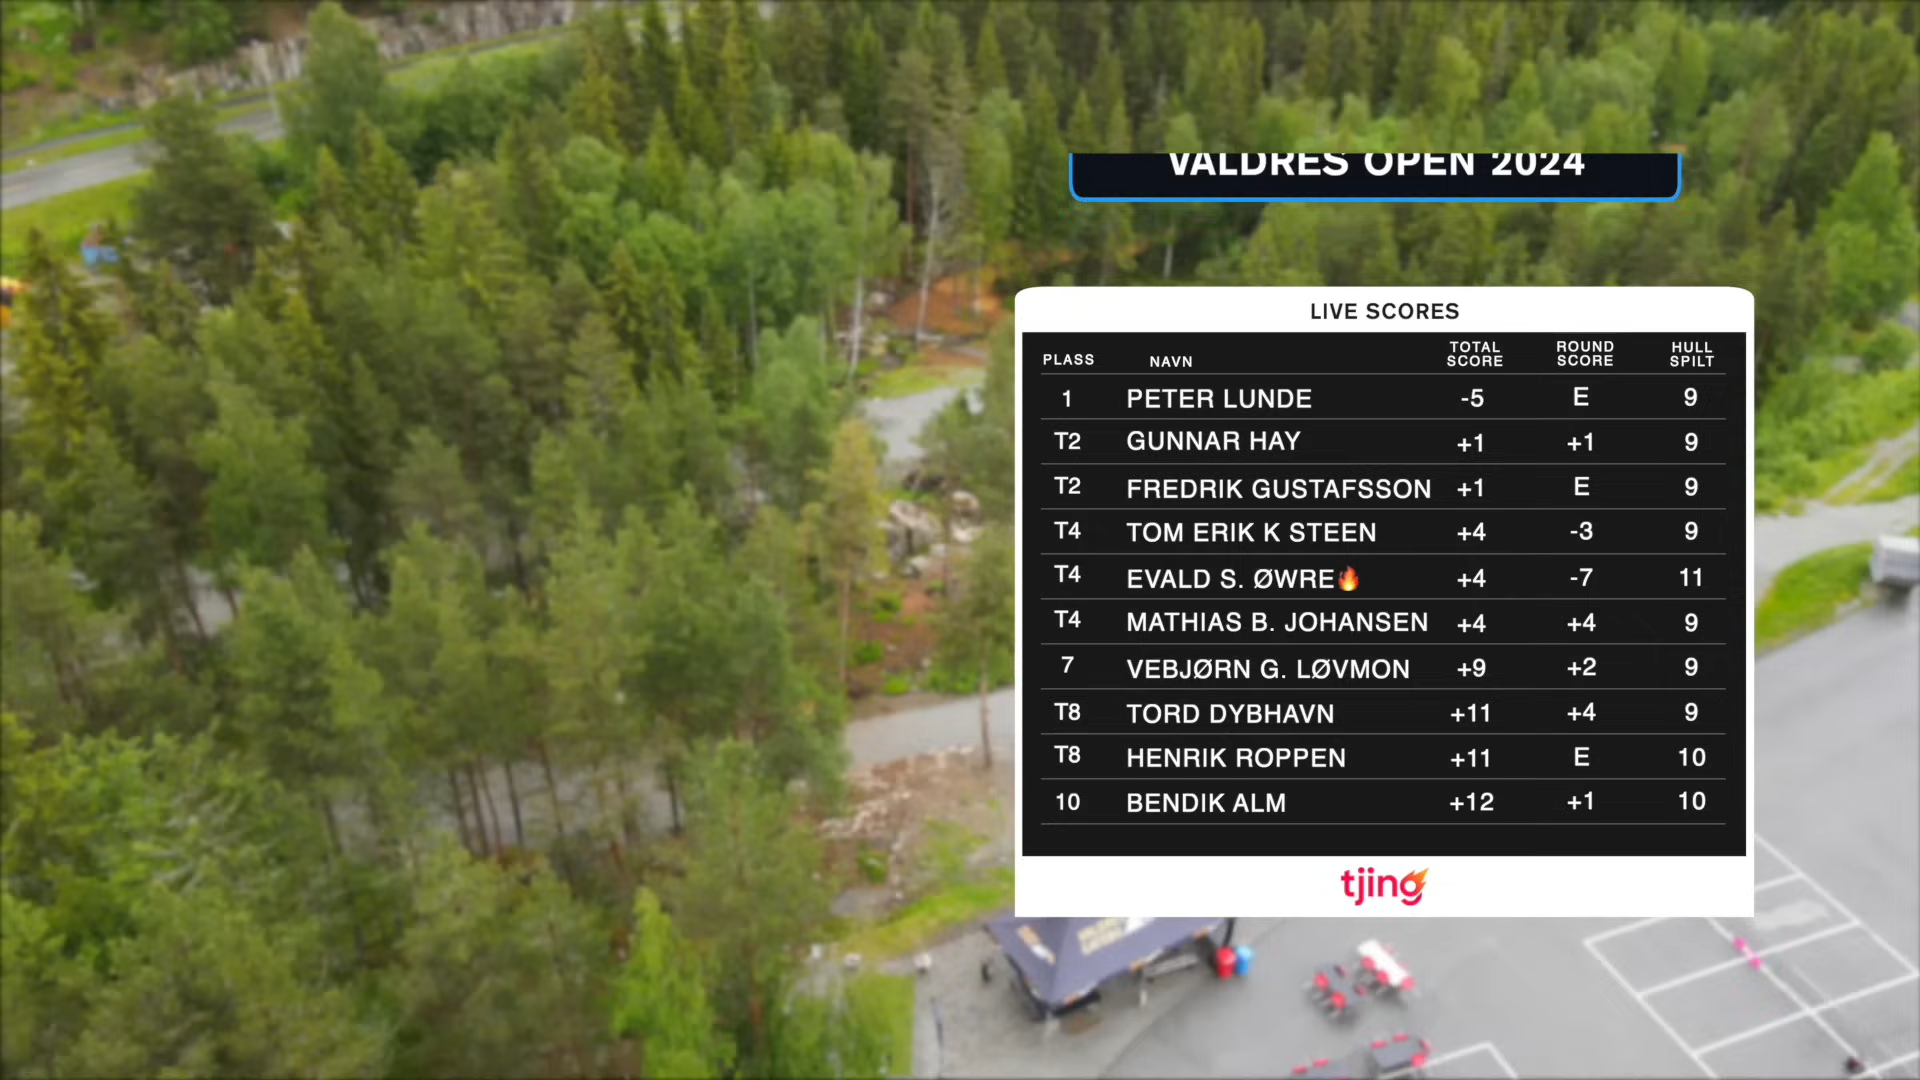 VALDRES OPEN 2024
LIVE SCORES
PLASS NAVN TOTAL SCORE ROUND SCORE HULL SPILT
1 PETER LUNDE -5 E 9
T2 GUNNAR HAY +1 +1 9
T2 FREDRIK GUSTAFSSON +1 E 9
T4 TOM ERIK K STEEN +4 -3 9
T4 EVALD S. ØWRE🔥 +4 -7 11
T4 MATHIAS B. JOHANSEN +4 +4 9
7 VEBJØRN G. LØVMON +9 +2 9
T8 TORD DYBHAVN +11 +4 9
T8 HENRIK ROPPEN +11 E 10
10 BENDIK ALM +12 +1 10
tjing